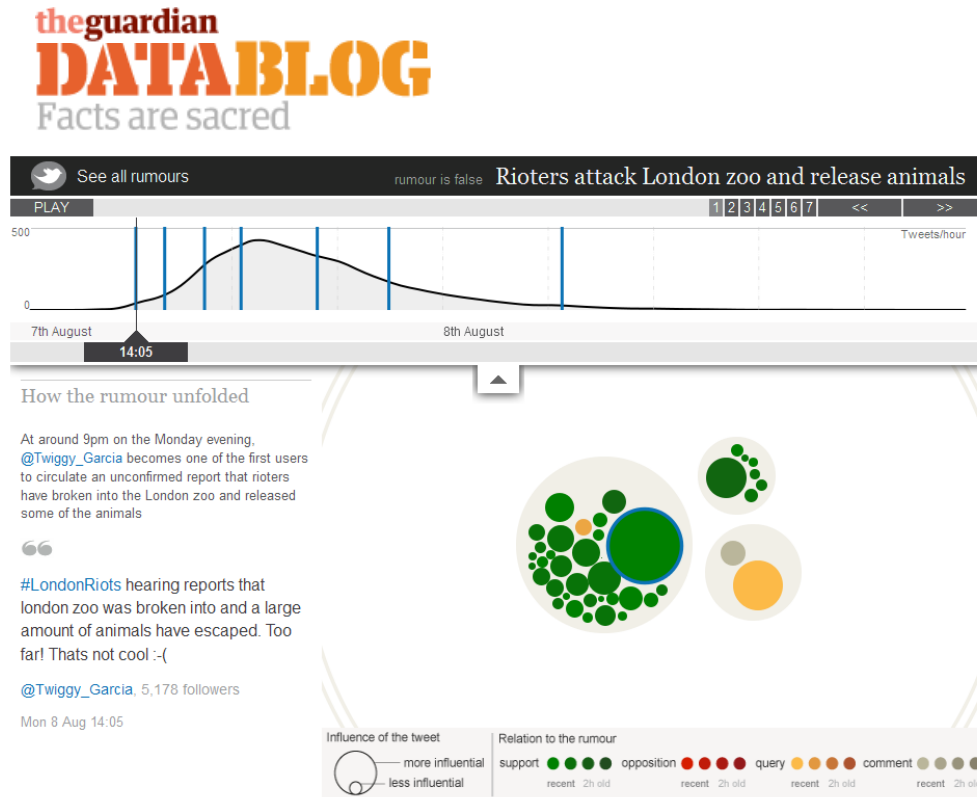 theguardian
DATABLOG
Facts are sacred
See all rumours
rumour is false Rioters attack London zoo and release animals
PLAY
1 2 3 4 5 6 7 << >>
500
Tweets/hour
0
7th August
8th August
14:05
How the rumour unfolded
At around 9pm on the Monday evening,
@Twiggy_Garcia becomes one of the first users
to circulate an unconfirmed report that rioters
have broken into the London zoo and released
some of the animals
#LondonRiots hearing reports that
london zoo was broken into and a large
amount of animals have escaped. Too
far! Thats not cool :-(
@Twiggy_Garcia, 5,178 followers
Mon 8 Aug 14:05
Influence of the tweet
more influential
less influential
Relation to the rumour
support opposition query comment
recent 2h old recent 2h old recent 2h old recent 2h old